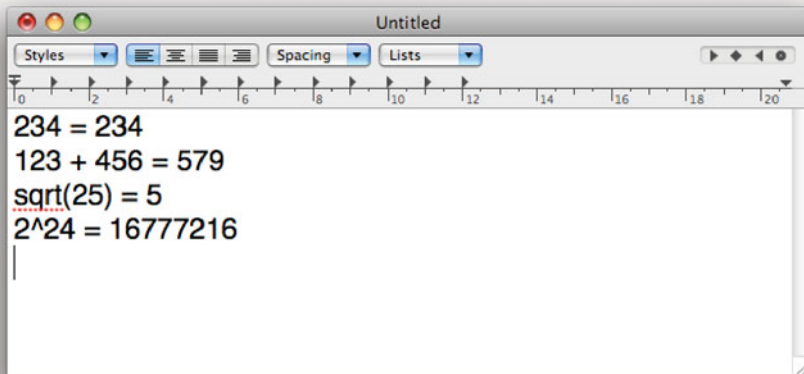 Untitled
Styles Spacing Lists
0 2 4 6 8 10 12 14 16 18 20
234 = 234
123 + 456 = 579
sqrt(25) = 5
2^24 = 16777216